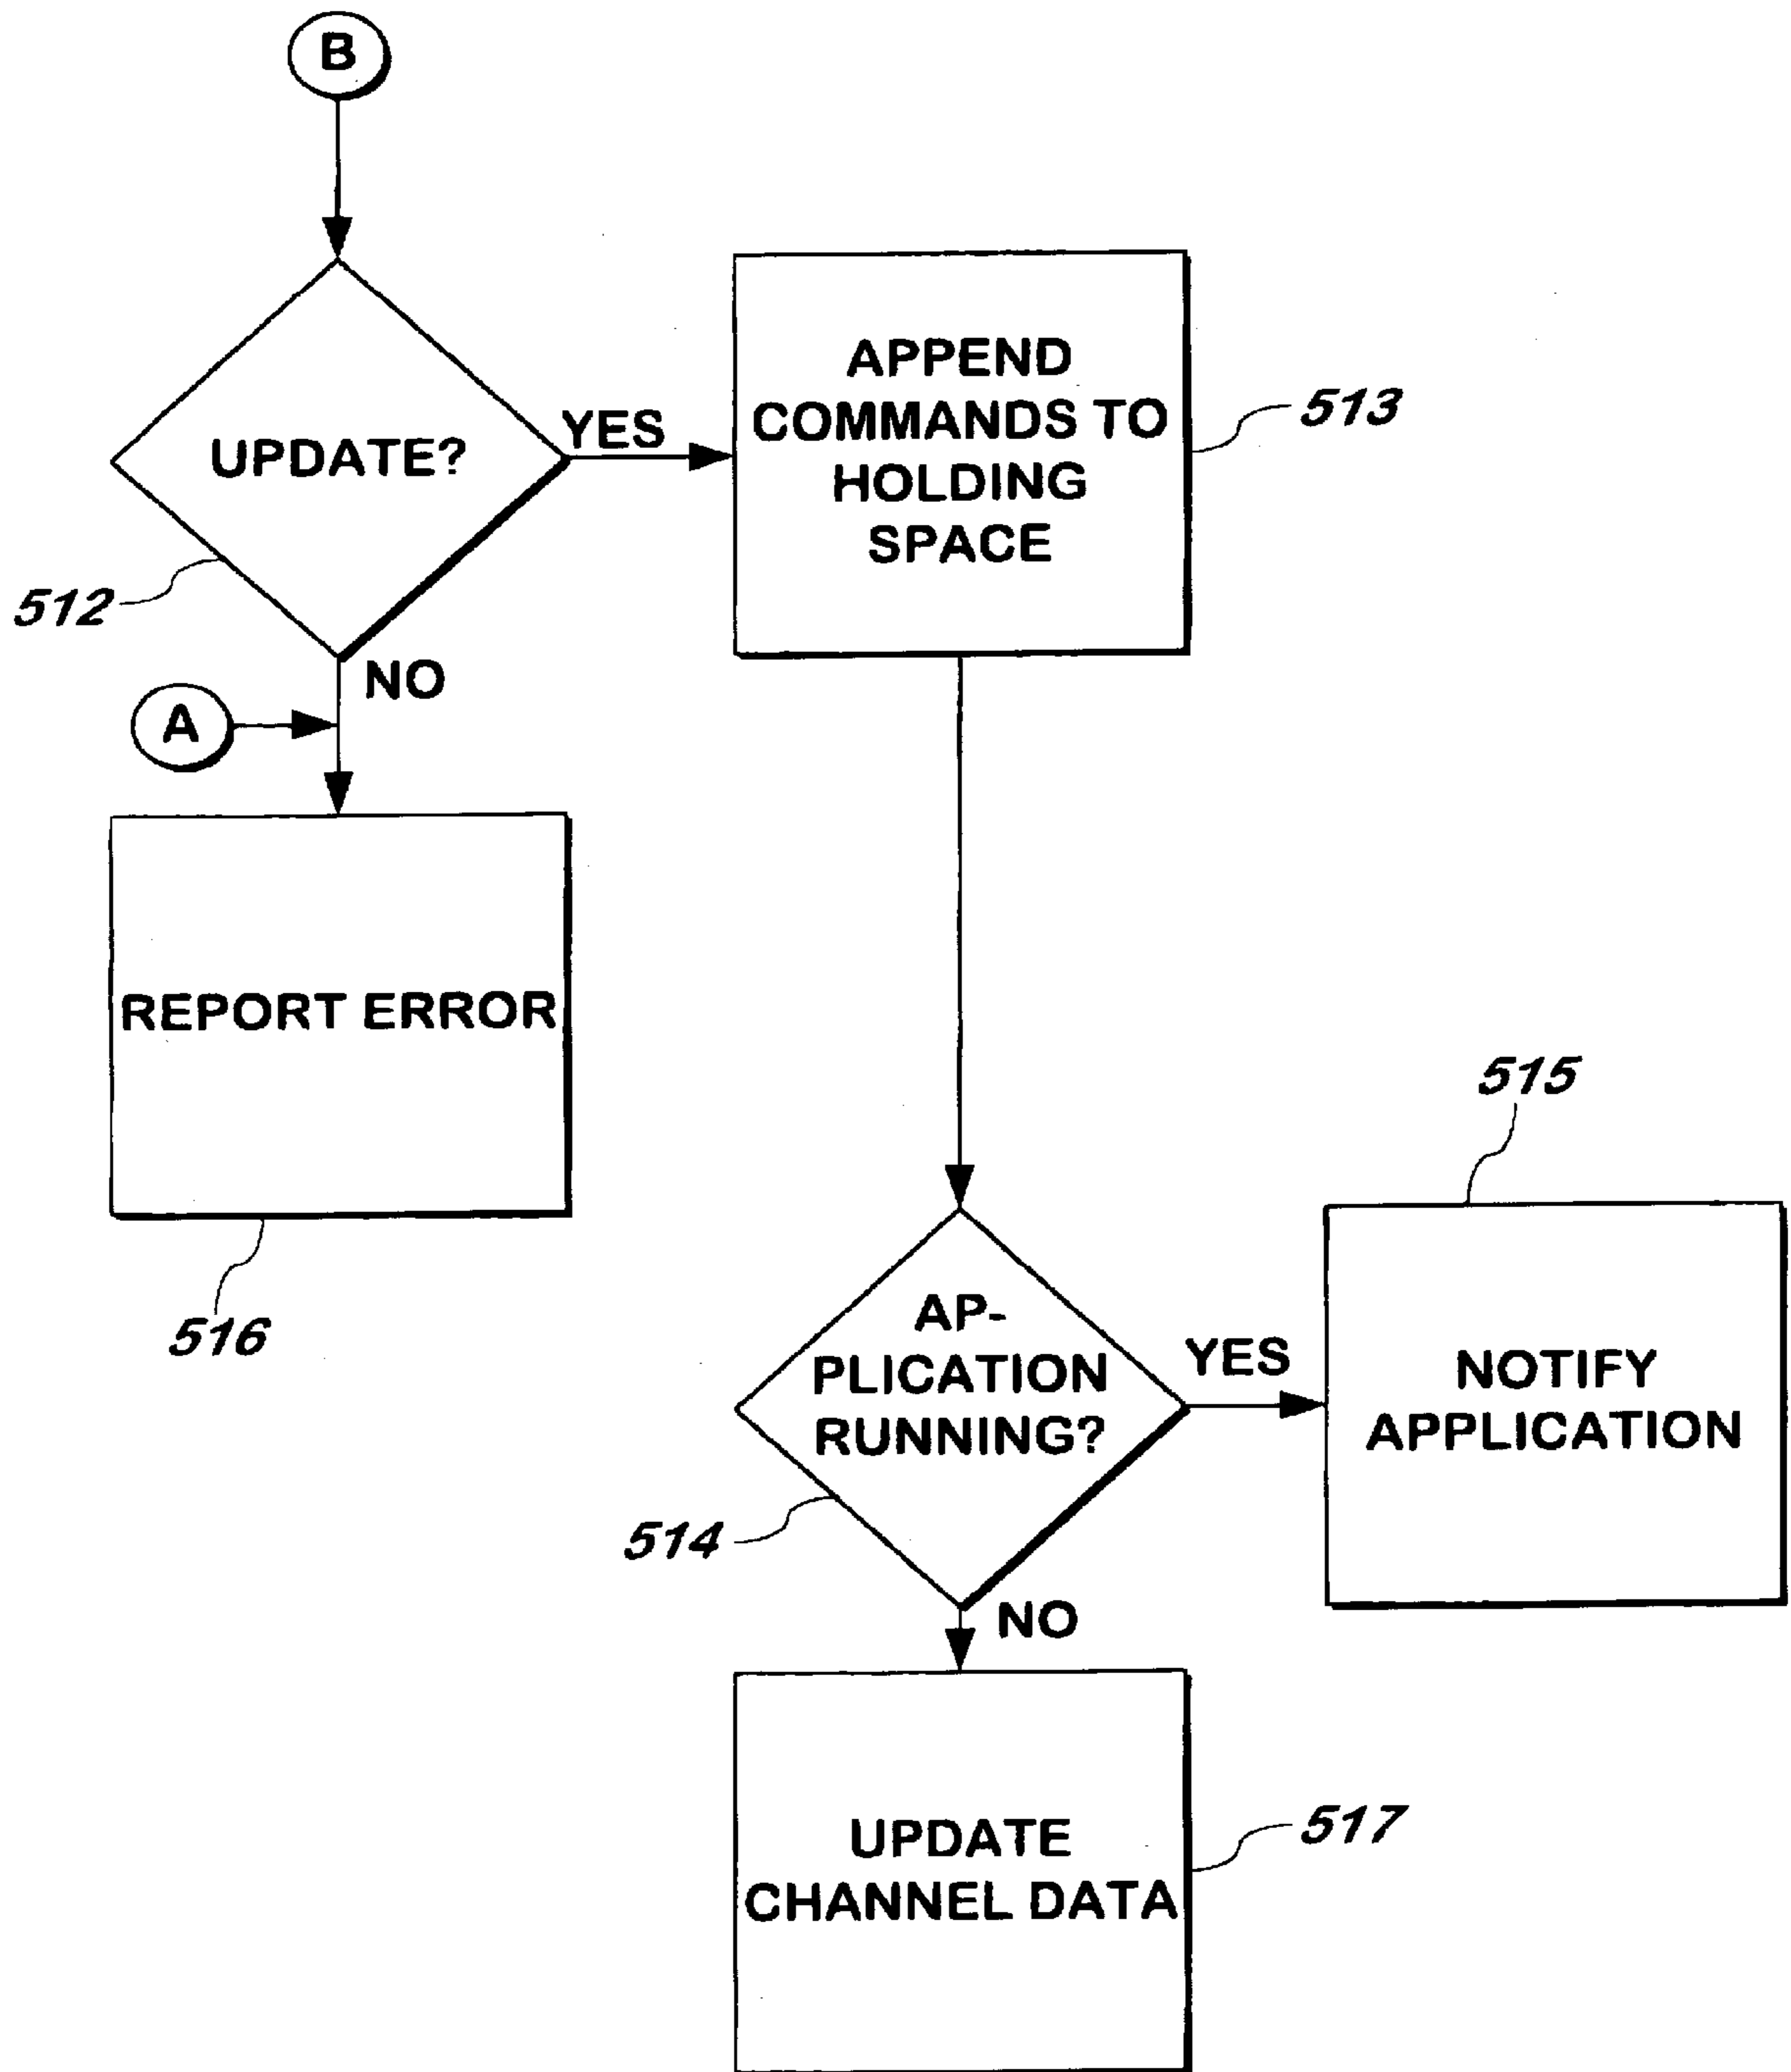 B
UPDATE?
YES
APPEND
COMMANDS TO
HOLDING
SPACE
513
512
NO
A
REPORT ERROR
516
515
AP-
PLICATION
RUNNING?
YES
NOTIFY
APPLICATION
514
NO
UPDATE
CHANNEL DATA
517